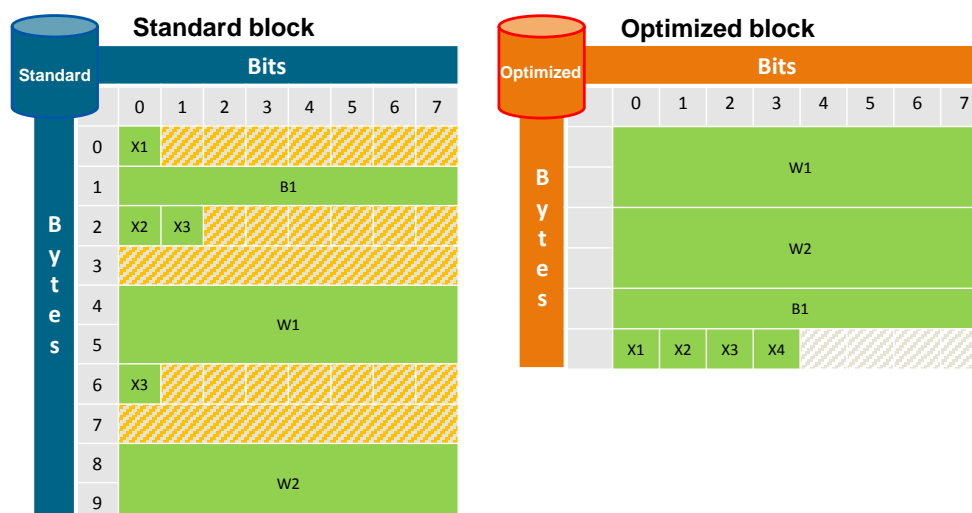 Standard block
Standard
Bits
0 1 2 3 4 5 6 7
Bytes
0 X1
1 B1
2 X2 X3
3
4
W1
5
6 X3
7
8
W2
9
Optimized block
Optimized
Bits
0 1 2 3 4 5 6 7
Bytes
W1
W2
B1
X1 X2 X3 X4